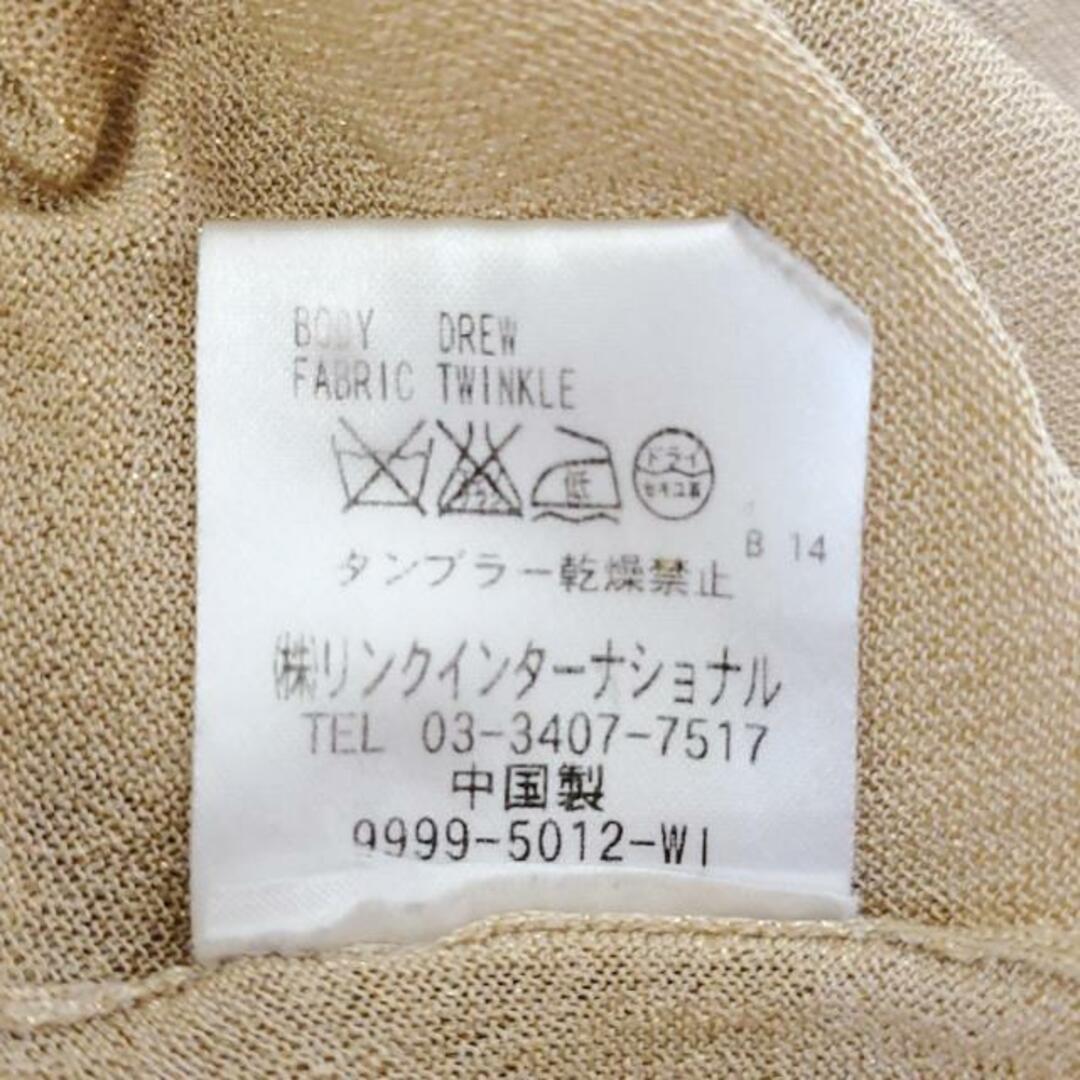 BODY DREW
FABRIC TWINKLE
低
ドライ
セキユ系
B 14
タンブラー乾燥禁止
㈱リンクインターナショナル
TEL 03-3407-7517
中国製
9999-5012-WI